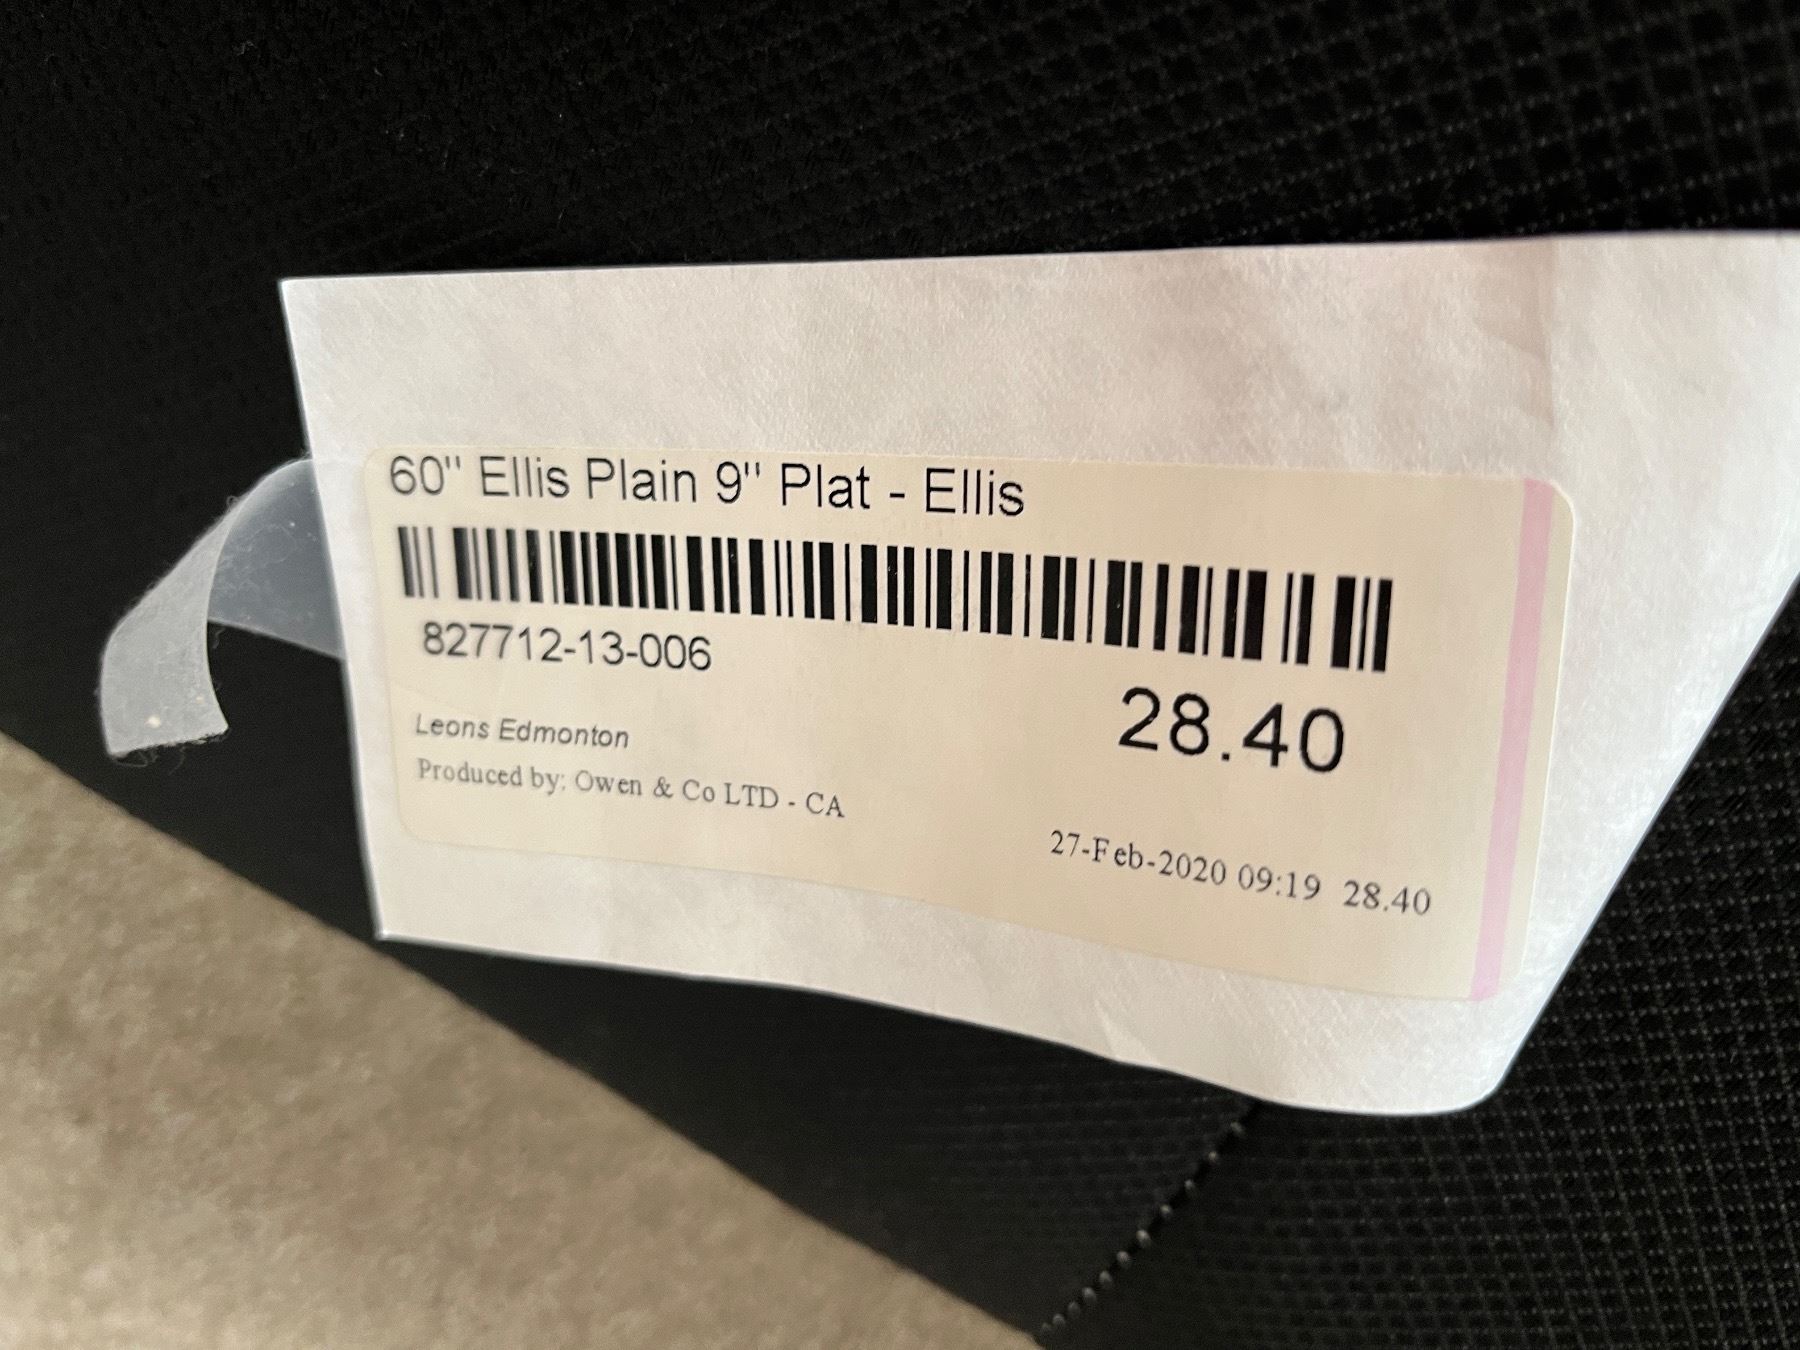 60" Ellis Plain 9" Plat - Ellis
827712-13-006
28.40
Leons Edmonton
Produced by: Owen & Co LTD - CA
27-Feb-2020 09:19 28.40